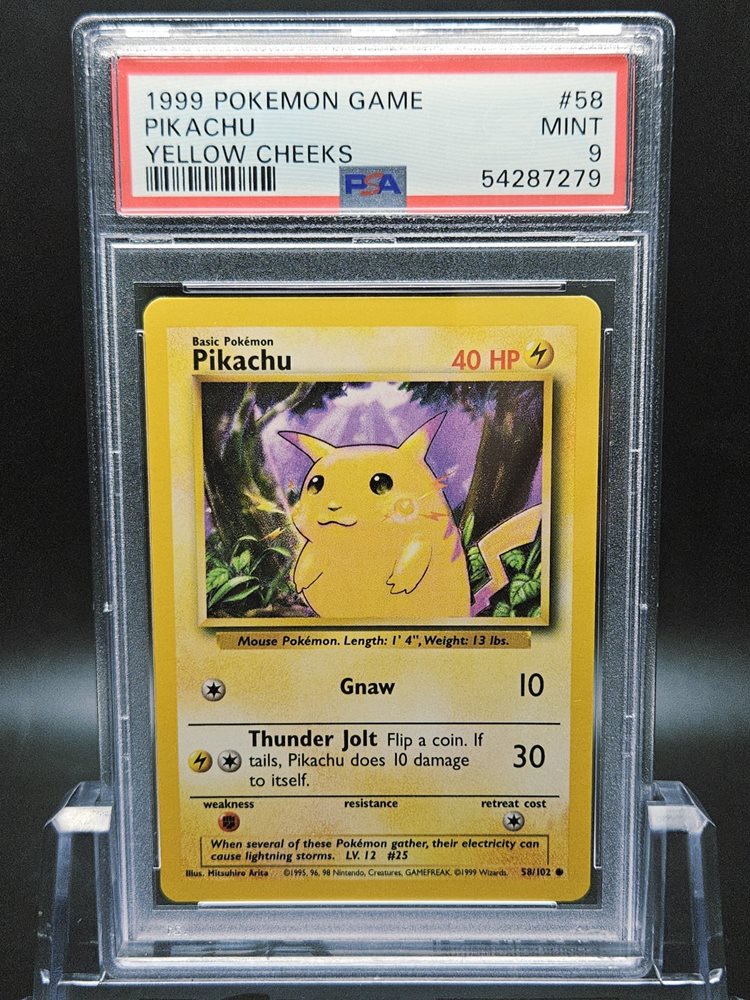 1999 POKEMON GAME #58
PIKACHU MINT
YELLOW CHEEKS 9
PSA 54287279
Basic Pokémon
Pikachu 40 HP
Mouse Pokémon. Length: 1' 4", Weight: 13 lbs.
Gnaw 10
Thunder Jolt Flip a coin. If
tails, Pikachu does 10 damage
to itself.
30
weakness resistance retreat cost
When several of these Pokémon gather, their electricity can
cause lightning storms. LV. 12 #25
Illus. Mitsuhiro Arita ©1995, 96, 98 Nintendo, Creatures, GAMEFREAK. ©1999 Wizards. 58/102